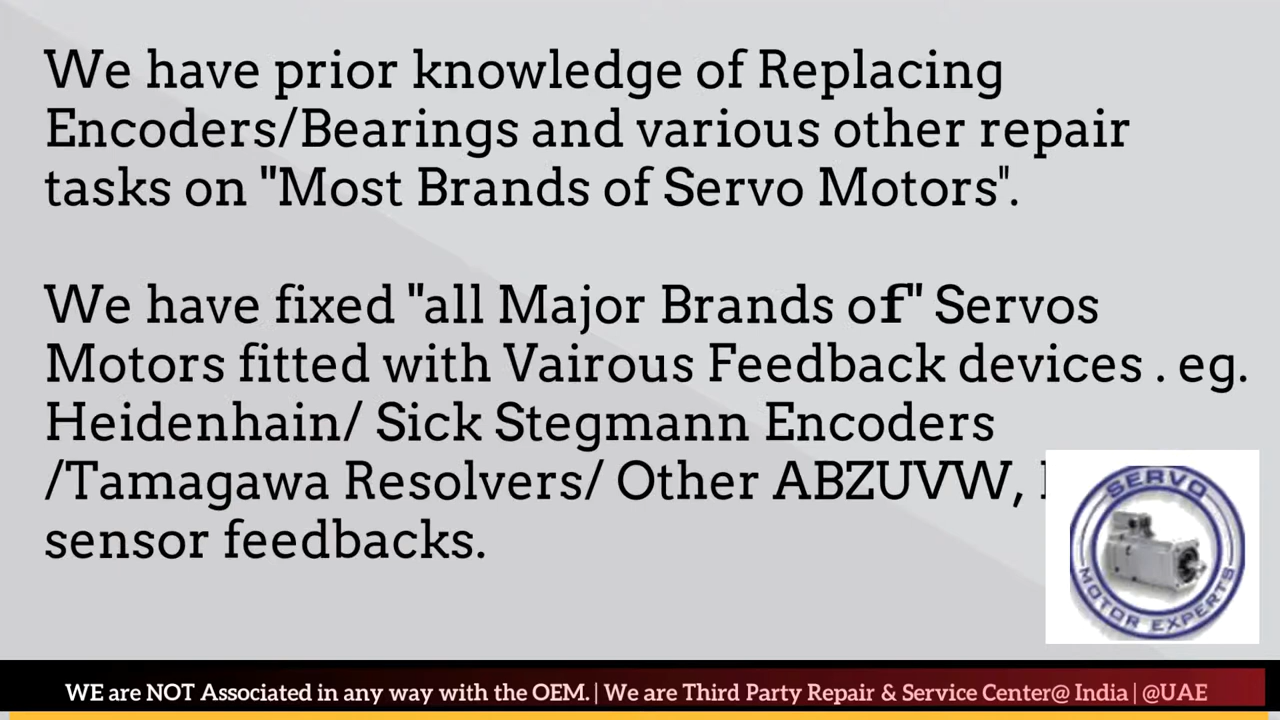 We have prior knowledge of Replacing
Encoders/Bearings and various other repair
tasks on "Most Brands of Servo Motors".
We have fixed "all Major Brands of" Servos
Motors fitted with Vairous Feedback devices . eg.
Heidenhain/ Sick Stegmann Encoders
/Tamagawa Resolvers/ Other ABZUVW,
sensor feedbacks.
SERVO
MOTOR EXPERTS
WE are NOT Associated in any way with the OEM. | We are Third Party Repair & Service Center@ India | @UAE